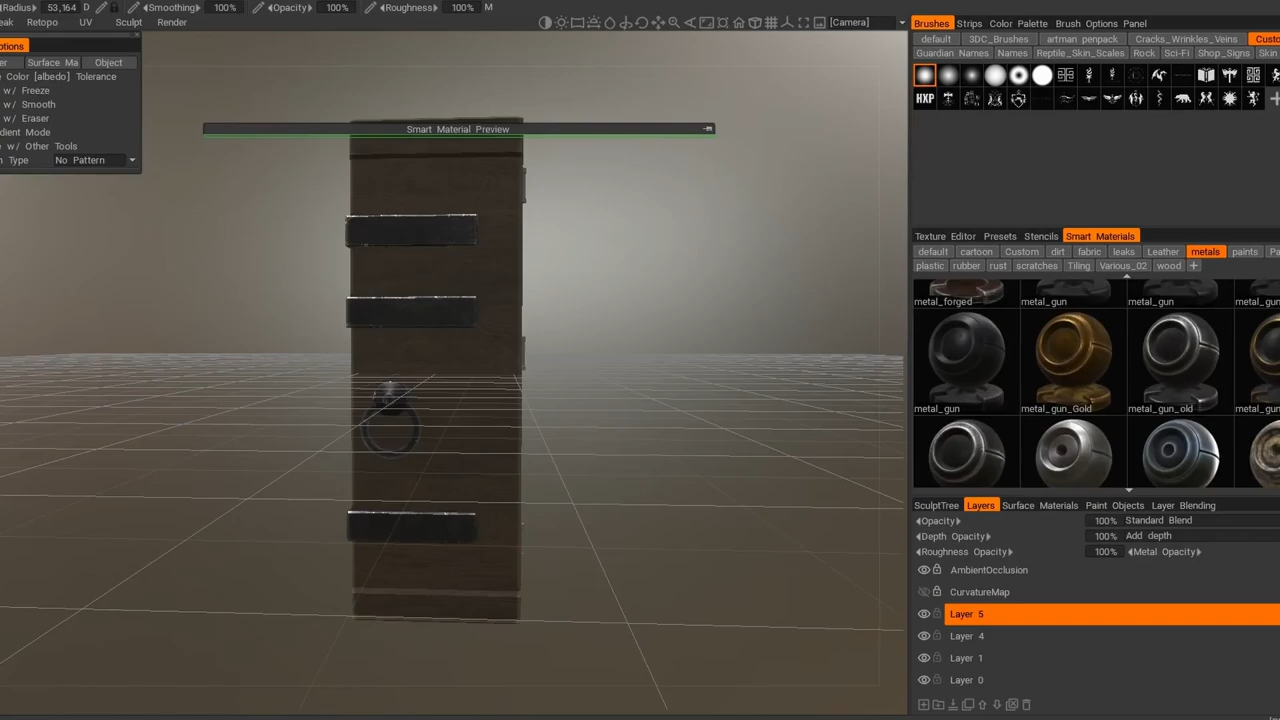 Radius) 53,164 D Smoothing) 100% Opacity) 100% Roughness) 100% M
eak Retopo UV Sculpt Render [Camera]
Brushes Strips Color Palette Brush Options Panel
default 3DC_Brushes artman penpack Cracks_Wrinkles_Veins Custo
Guardian Names Names Reptile_Skin_Scales Rock Sci-Fi Shop_Signs Skin
HXP
ptions
er Surface Ma Object
e Color [albedo] Tolerance
w/ Freeze
w/ Smooth
w/ Eraser
dient Mode
e w/ Other Tools
n Type No Pattern
Smart Material Preview
Texture Editor Presets Stencils Smart Materials
default cartoon Custom dirt fabric leaks Leather metals paints Pa
plastic rubber rust scratches Tiling Various_02 wood +
metal_forged metal_gun metal_gun metal_gun
metal_gun metal_gun_Gold metal_gun_old metal_gun
SculptTree Layers Surface Materials Paint Objects Layer Blending
Opacity 100% Standard Blend
Depth Opacity 100% Add depth
Roughness Opacity 100% Metal Opacity
AmbientOcclusion
CurvatureMap
Layer 5
Layer 4
Layer 1
Layer 0